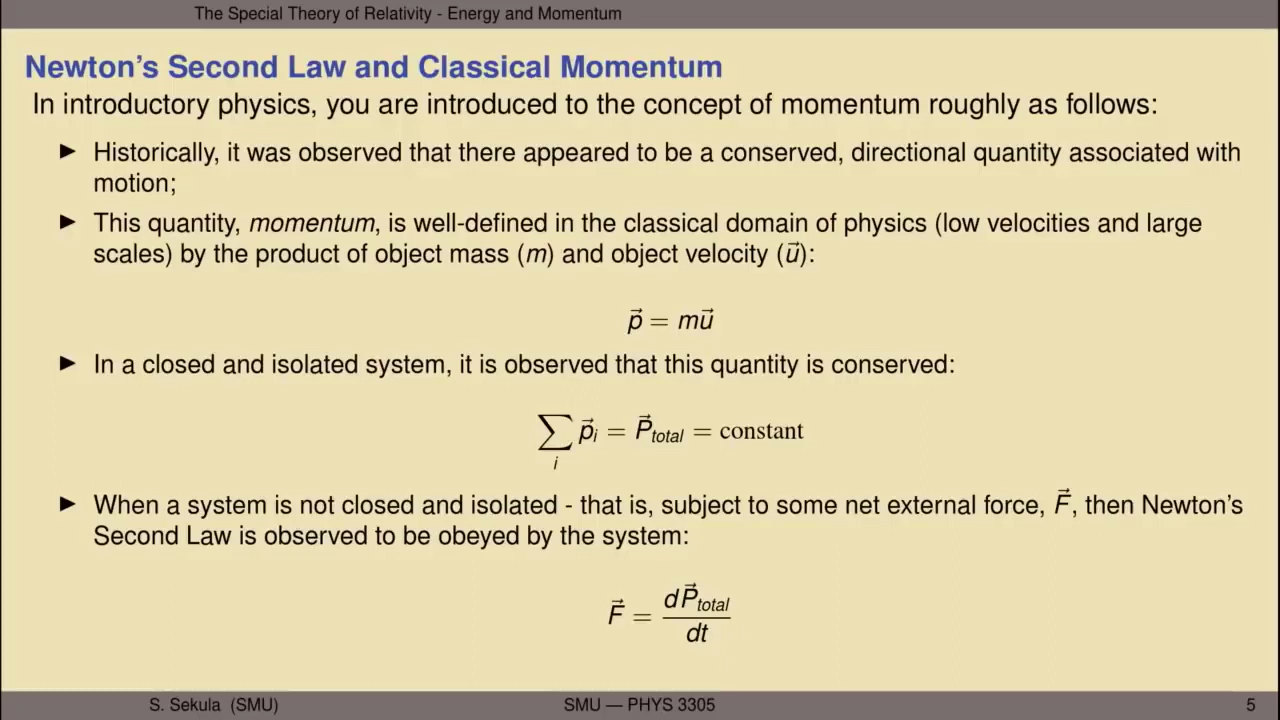 The Special Theory of Relativity - Energy and Momentum
Newton's Second Law and Classical Momentum
In introductory physics, you are introduced to the concept of momentum roughly as follows:
▶ Historically, it was observed that there appeared to be a conserved, directional quantity associated with
motion;
▶ This quantity, momentum, is well-defined in the classical domain of physics (low velocities and large
scales) by the product of object mass (m) and object velocity (u⃗):
p⃗ = mu⃗
▶ In a closed and isolated system, it is observed that this quantity is conserved:
∑_i p⃗_i = P⃗_total = constant
▶ When a system is not closed and isolated - that is, subject to some net external force, F⃗, then Newton's
Second Law is observed to be obeyed by the system:
F⃗ = dP⃗_total / dt
S. Sekula (SMU) SMU — PHYS 3305 5